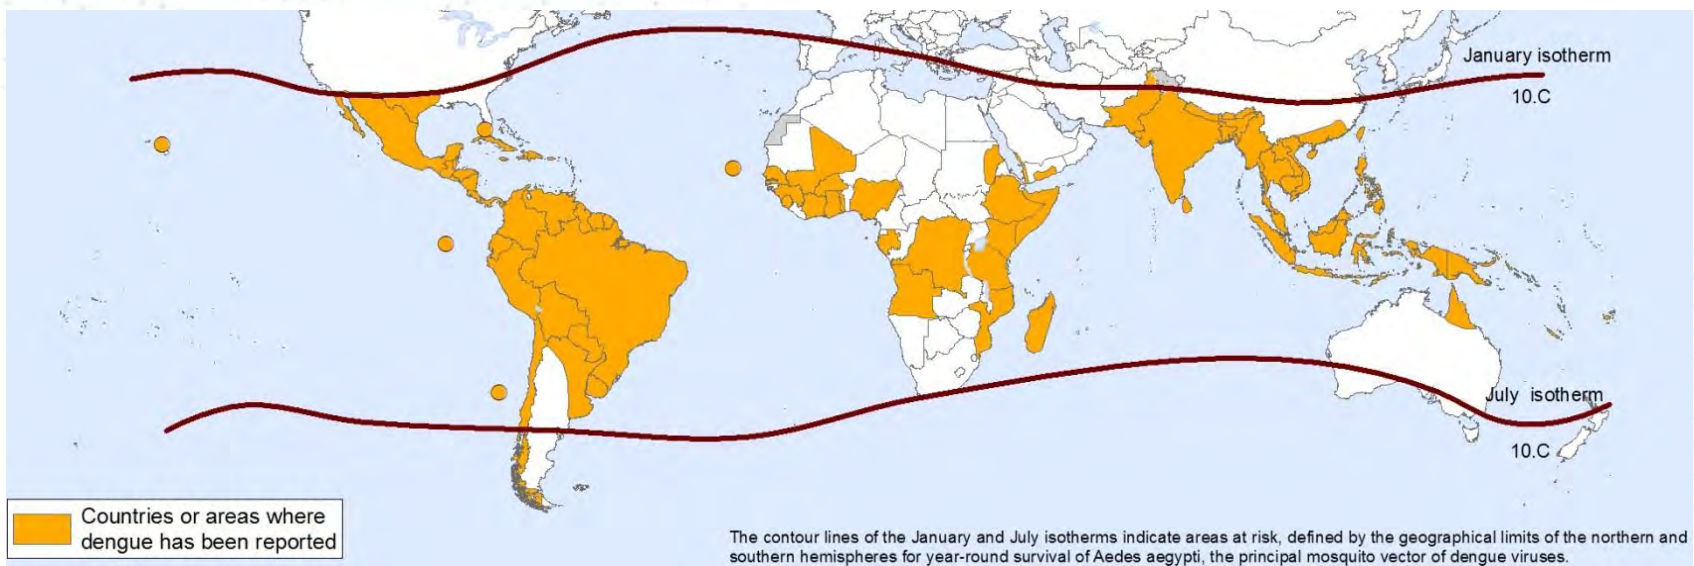 January isotherm
10.C
July isotherm
10.C
Countries or areas where
dengue has been reported
The contour lines of the January and July isotherms indicate areas at risk, defined by the geographical limits of the northern and
southern hemispheres for year-round survival of Aedes aegypti, the principal mosquito vector of dengue viruses.